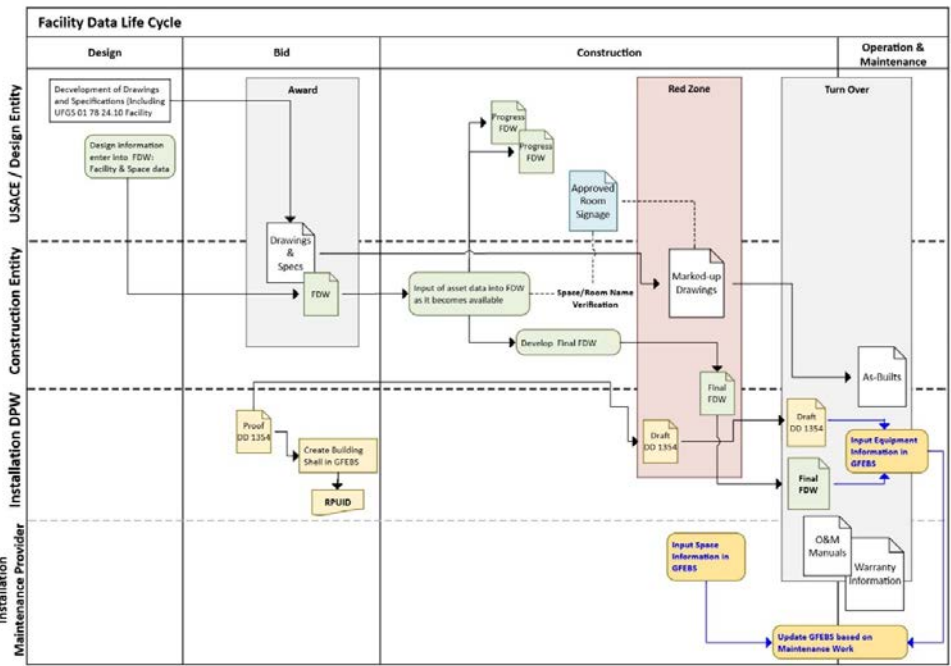 Facility Data Life Cycle
Design
Bid
Construction
Operation &
Maintenance
USACE / Design Entity
Construction Entity
Installation DPW
Installation
Maintenance Provider
Award
Red Zone
Turn Over
Decvelopment of Drawings
and Specifications (Including
UFGS 01 78 24.10 Facility
Design information
enter into FDW:
Facility & Space data
Progress
FDW
Progress
FDW
Approved
Room
Signage
Drawings
&
Specs
FDW
Input of asset data into FDW
as it becomes available
Space/Room Name
Verification
Marked-up
Drawings
Develop Final FDW
Final
FDW
As-Builts
Proof
DD 1354
Create Building
Shell in GFEBS
RPUID
Draft
DD 1354
Draft
DD 1354
Input Equipment
Information in
GFEBS
Final
FDW
O&M
Manuals
Warranty
Information
Input Space
Information in
GFEBS
Update GFEBS based on
Maintenance Work